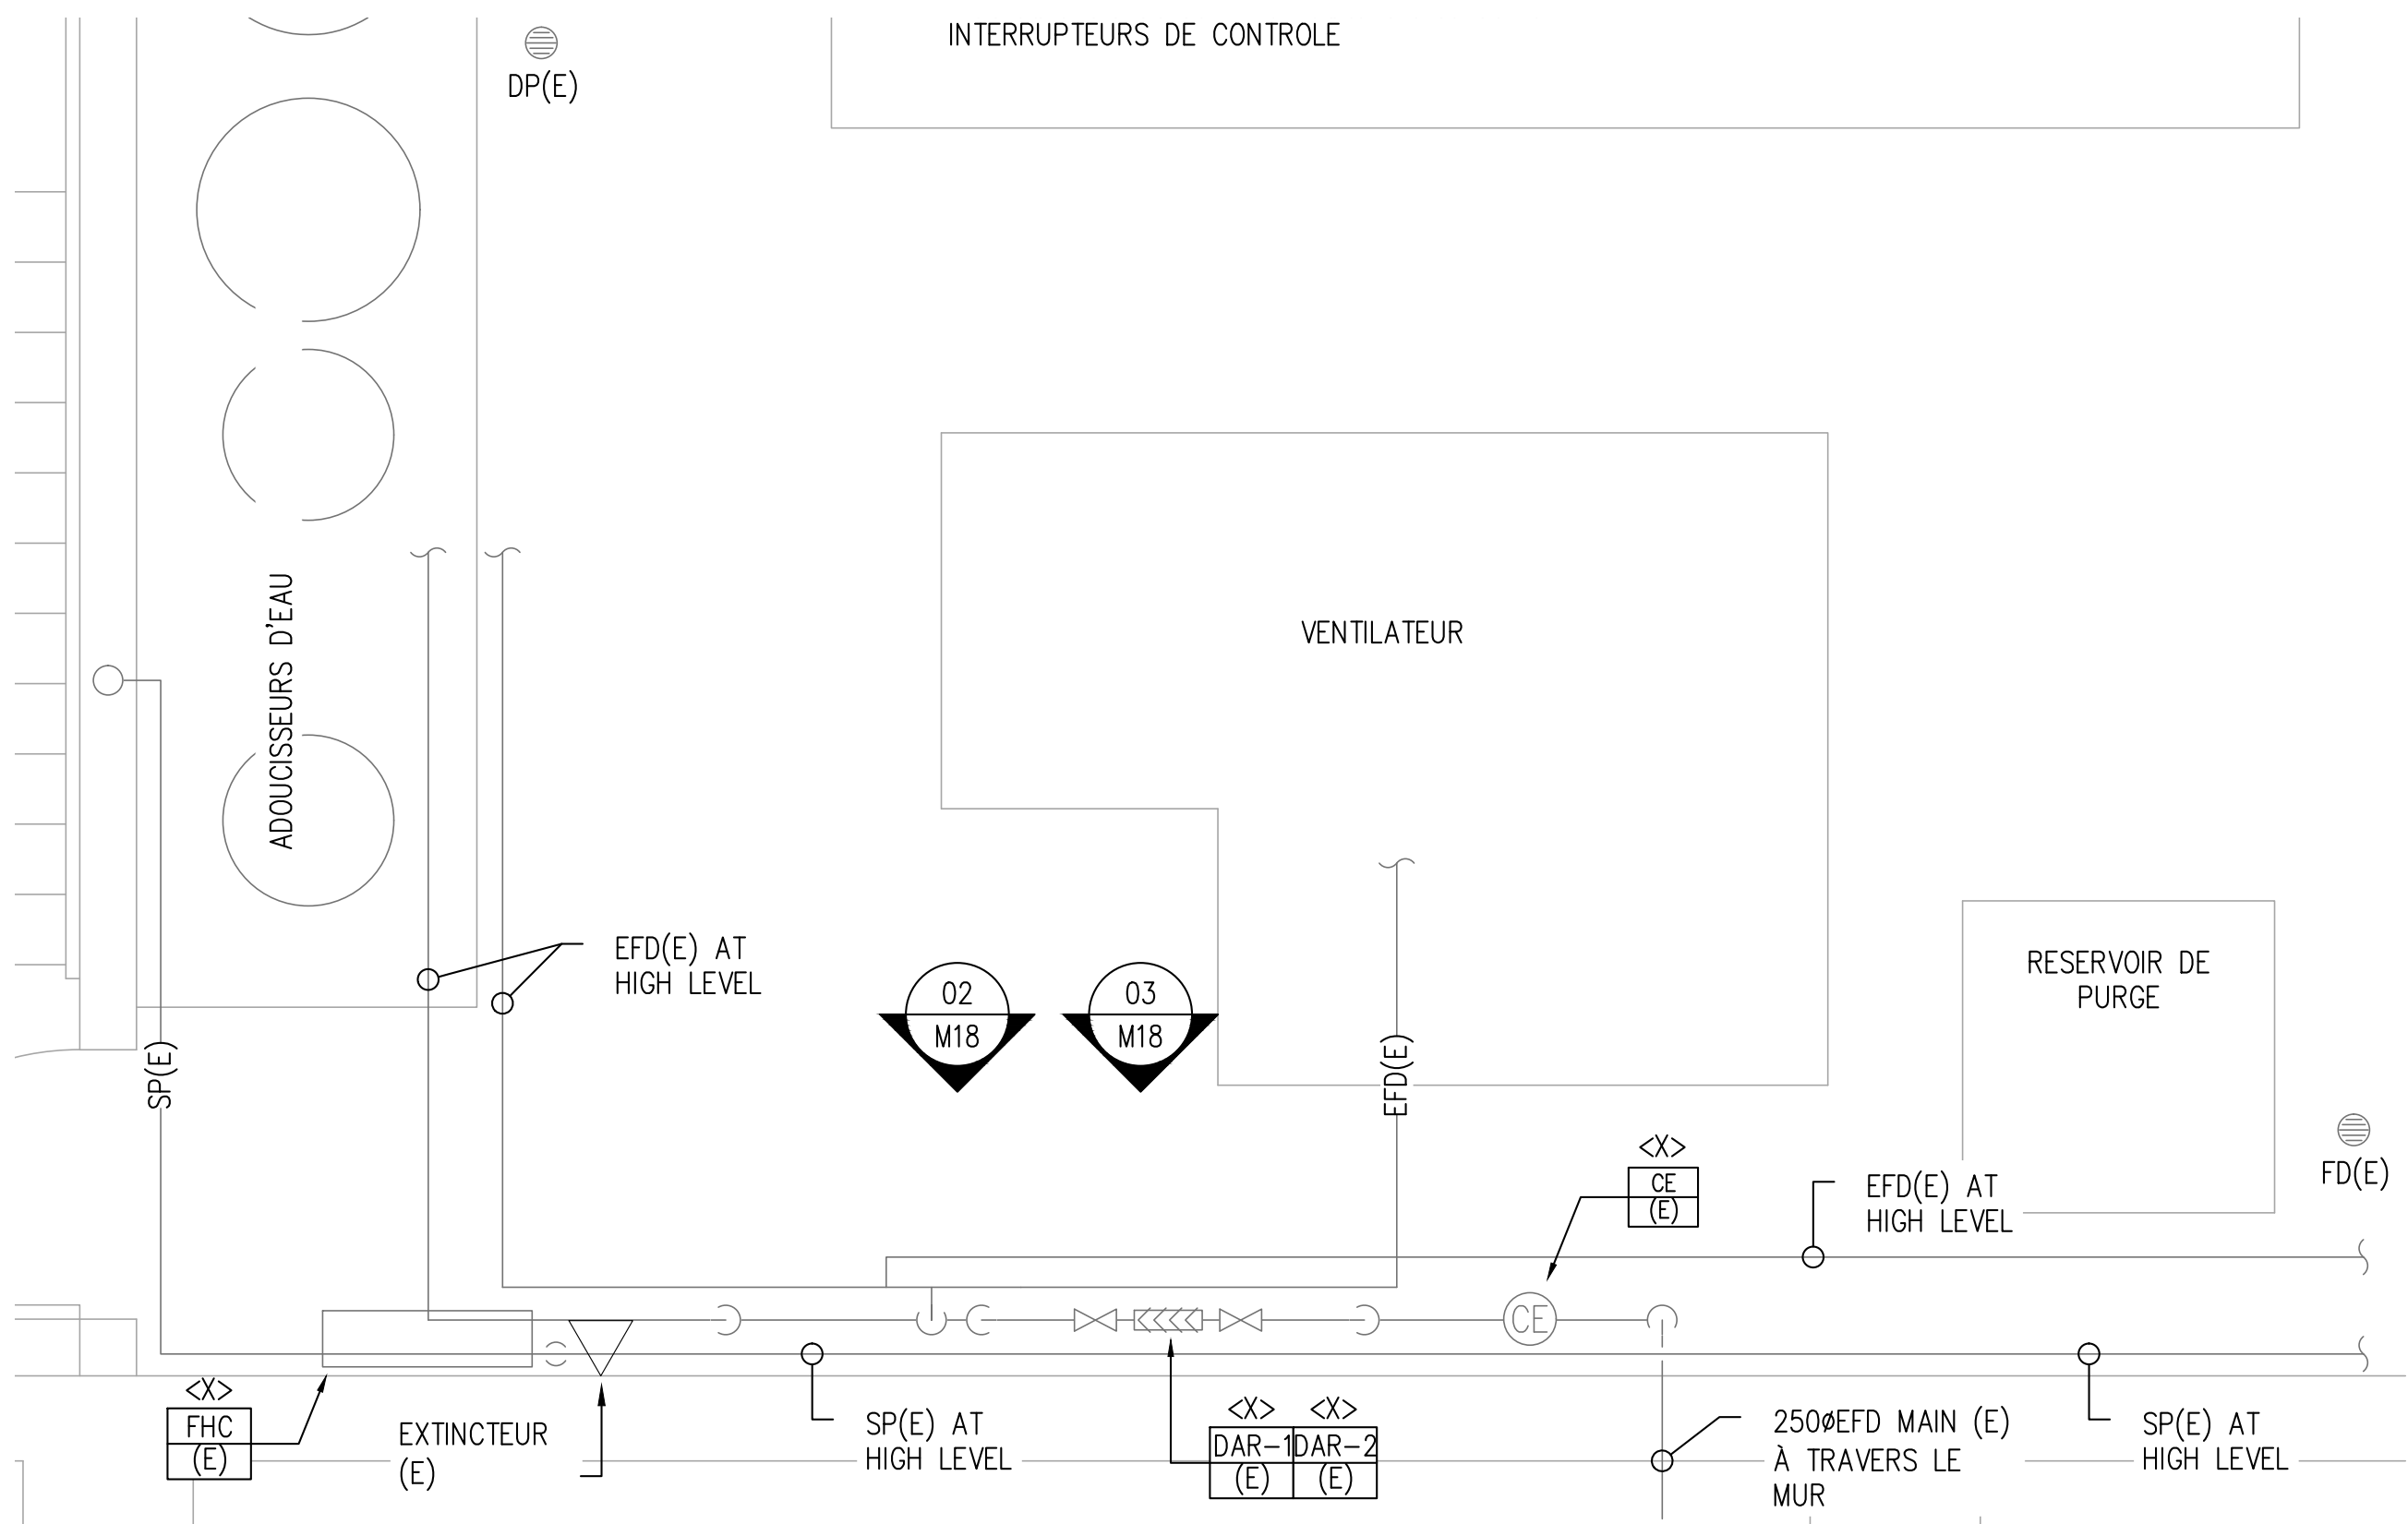 INTERRUPTEURS DE CONTROLE
DP(E)
VENTILATEUR
ADOUCISSEURS D'EAU
EFD(E) AT
HIGH LEVEL
02
M18
03
M18
RESERVOIR DE
PURGE
SP(E)
EFD(E)
<X>
CE
(E)
EFD(E) AT
HIGH LEVEL
FD(E)
CE
<X>
FHC
(E)
EXTINCTEUR
(E)
SP(E) AT
HIGH LEVEL
<X> <X>
DAR-1 DAR-2
(E) (E)
250øEFD MAIN (E)
À TRAVERS LE
MUR
SP(E) AT
HIGH LEVEL